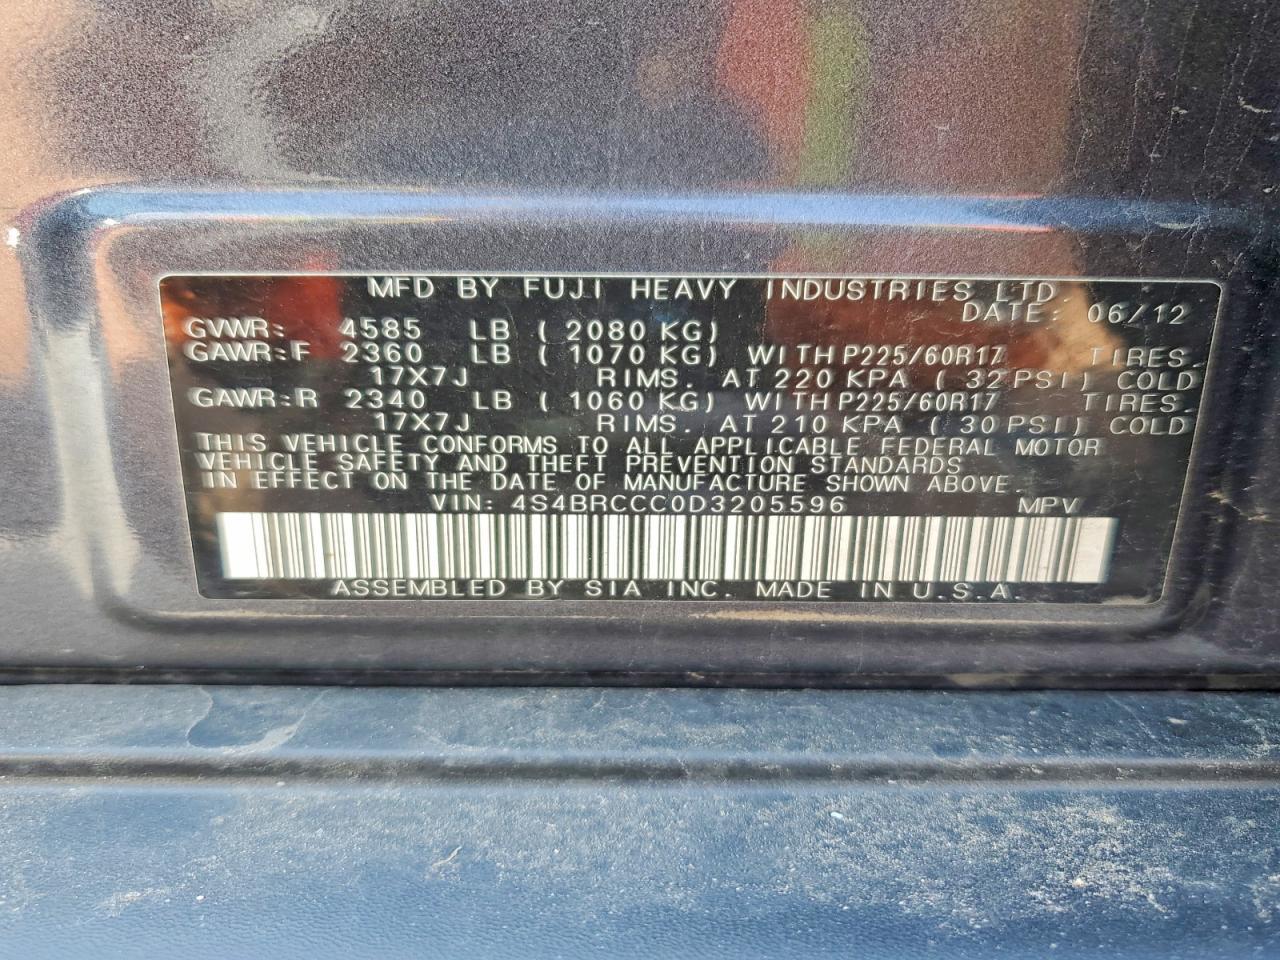 MFD BY FUJI HEAVY INDUSTRIES LTD.
DATE: 06/12
GVWR: 4585 LB ( 2080 KG)
GAWR:F 2360 LB ( 1070 KG) WITH P225/60R17 TIRES.
17X7J RIMS. AT 220 KPA ( 32 PSI) COLD
GAWR:R 2340 LB ( 1060 KG) WITH P225/60R17 TIRES.
17X7J RIMS. AT 210 KPA ( 30 PSI) COLD
THIS VEHICLE CONFORMS TO ALL APPLICABLE FEDERAL MOTOR
VEHICLE SAFETY AND THEFT PREVENTION STANDARDS
IN EFFECT ON THE DATE OF MANUFACTURE SHOWN ABOVE.
VIN: 4S4BRCCC0D3205596 MPV
ASSEMBLED BY SIA INC. MADE IN U.S.A.